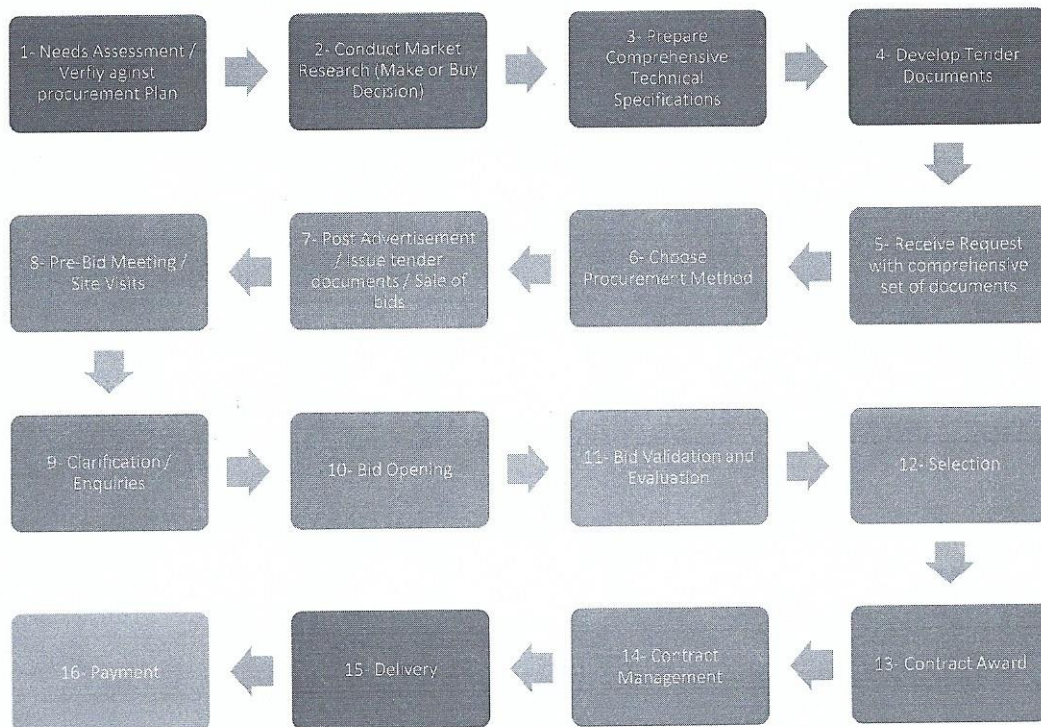 1- Needs Assessment /
Verfiy aginst
procurement Plan
2- Conduct Market
Research (Make or Buy
Decision)
3- Prepare
Comprehensive
Technical
Specifications
4- Develop Tender
Documents
5- Receive Request
with comprehensive
set of documents
6- Choose
Procurement Method
7- Post Advertisement
/ Issue tender
documents / Sale of
bids
8- Pre-Bid Meeting /
Site Visits
9- Clarification /
Enquiries
10- Bid Opening
11- Bid Validation and
Evaluation
12- Selection
13- Contract Award
14- Contract
Management
15- Delivery
16- Payment